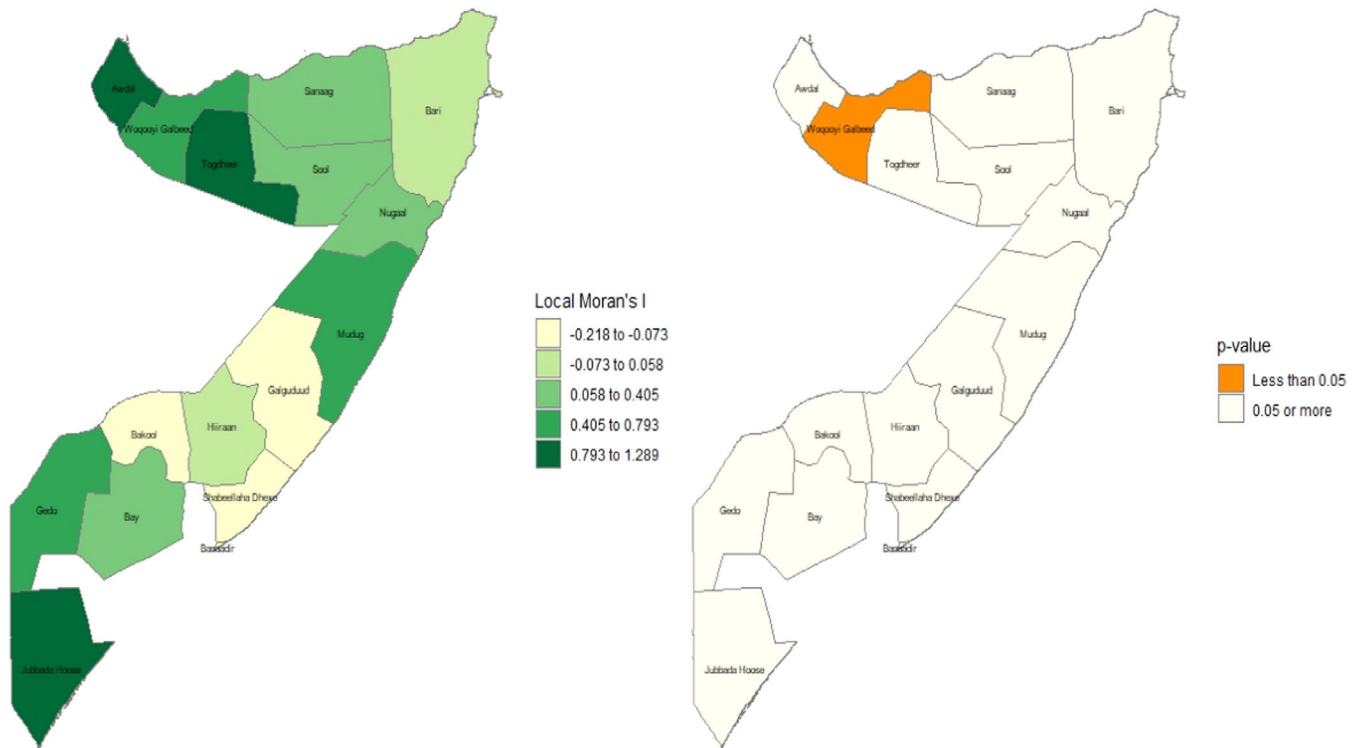 Awdal
Woqooyi Galbeed
Togdheer
Sanaag
Sool
Bari
Nugaal
Mudug
Galguduud
Hiiraan
Bakool
Shabeellaha Dhexe
Gedo
Bay
Banaadir
Jubbada Hoose
Local Moran's I
-0.218 to -0.073
-0.073 to 0.058
0.058 to 0.405
0.405 to 0.793
0.793 to 1.289
Awdal
Woqooyi Galbeed
Togdheer
Sanaag
Sool
Bari
Nugaal
Mudug
Galguduud
Hiiraan
Bakool
Shabeellaha Dhexe
Gedo
Bay
Banaadir
Jubbada Hoose
p-value
Less than 0.05
0.05 or more